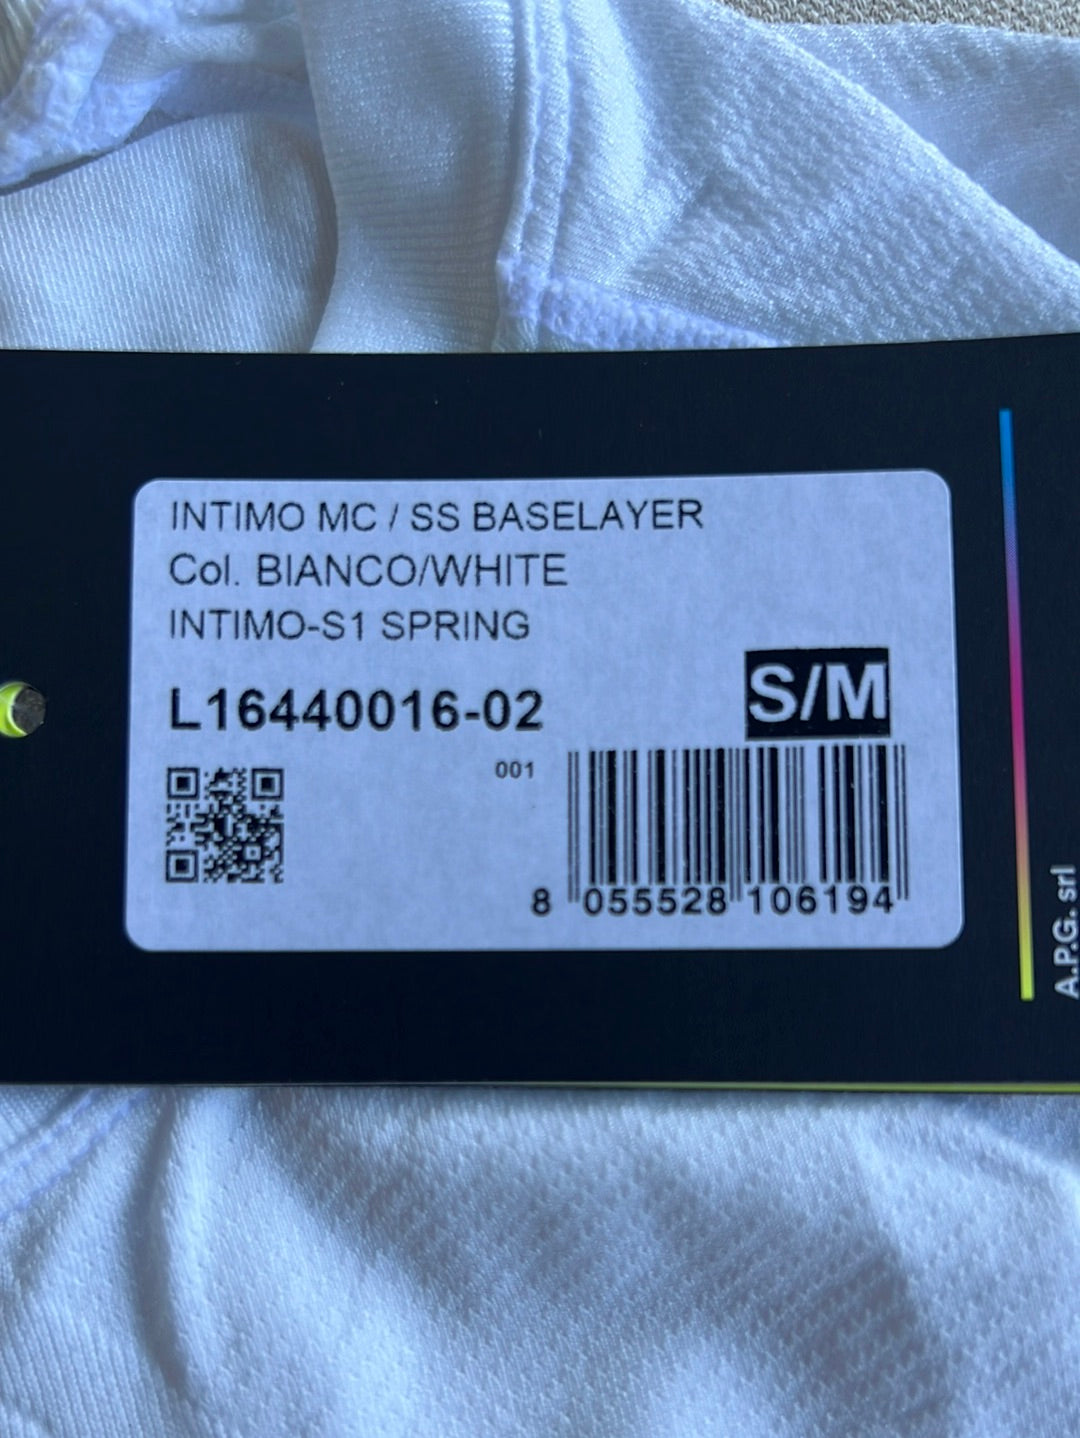 INTIMO MC / SS BASELAYER
Col. BIANCO/WHITE
INTIMO-S1 SPRING
L16440016-02
S/M
001
8 055528 106194
A.P.G. srl